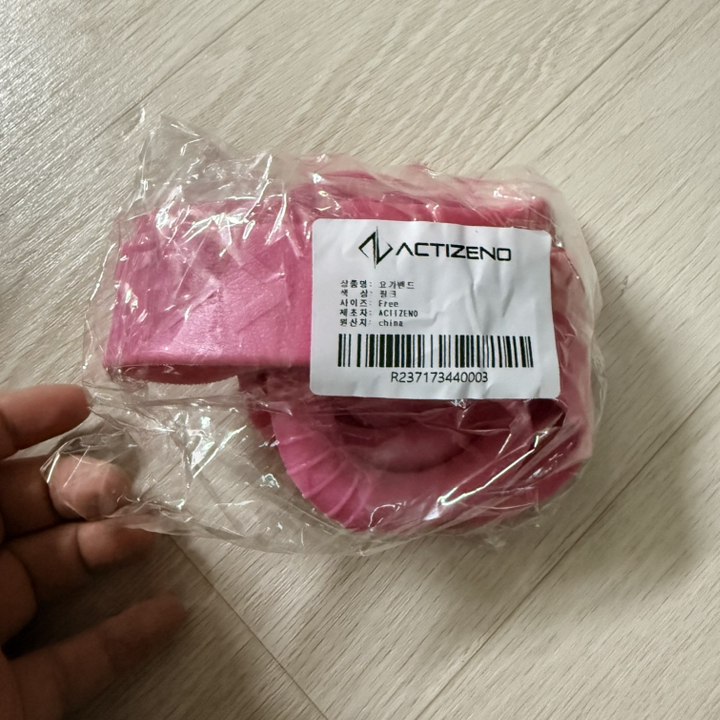 ACTIZENO
상품명: 요가밴드
색 상: 핑크
사이즈: Free
제조자: ACTIZENO
원산지: china
R237173440003